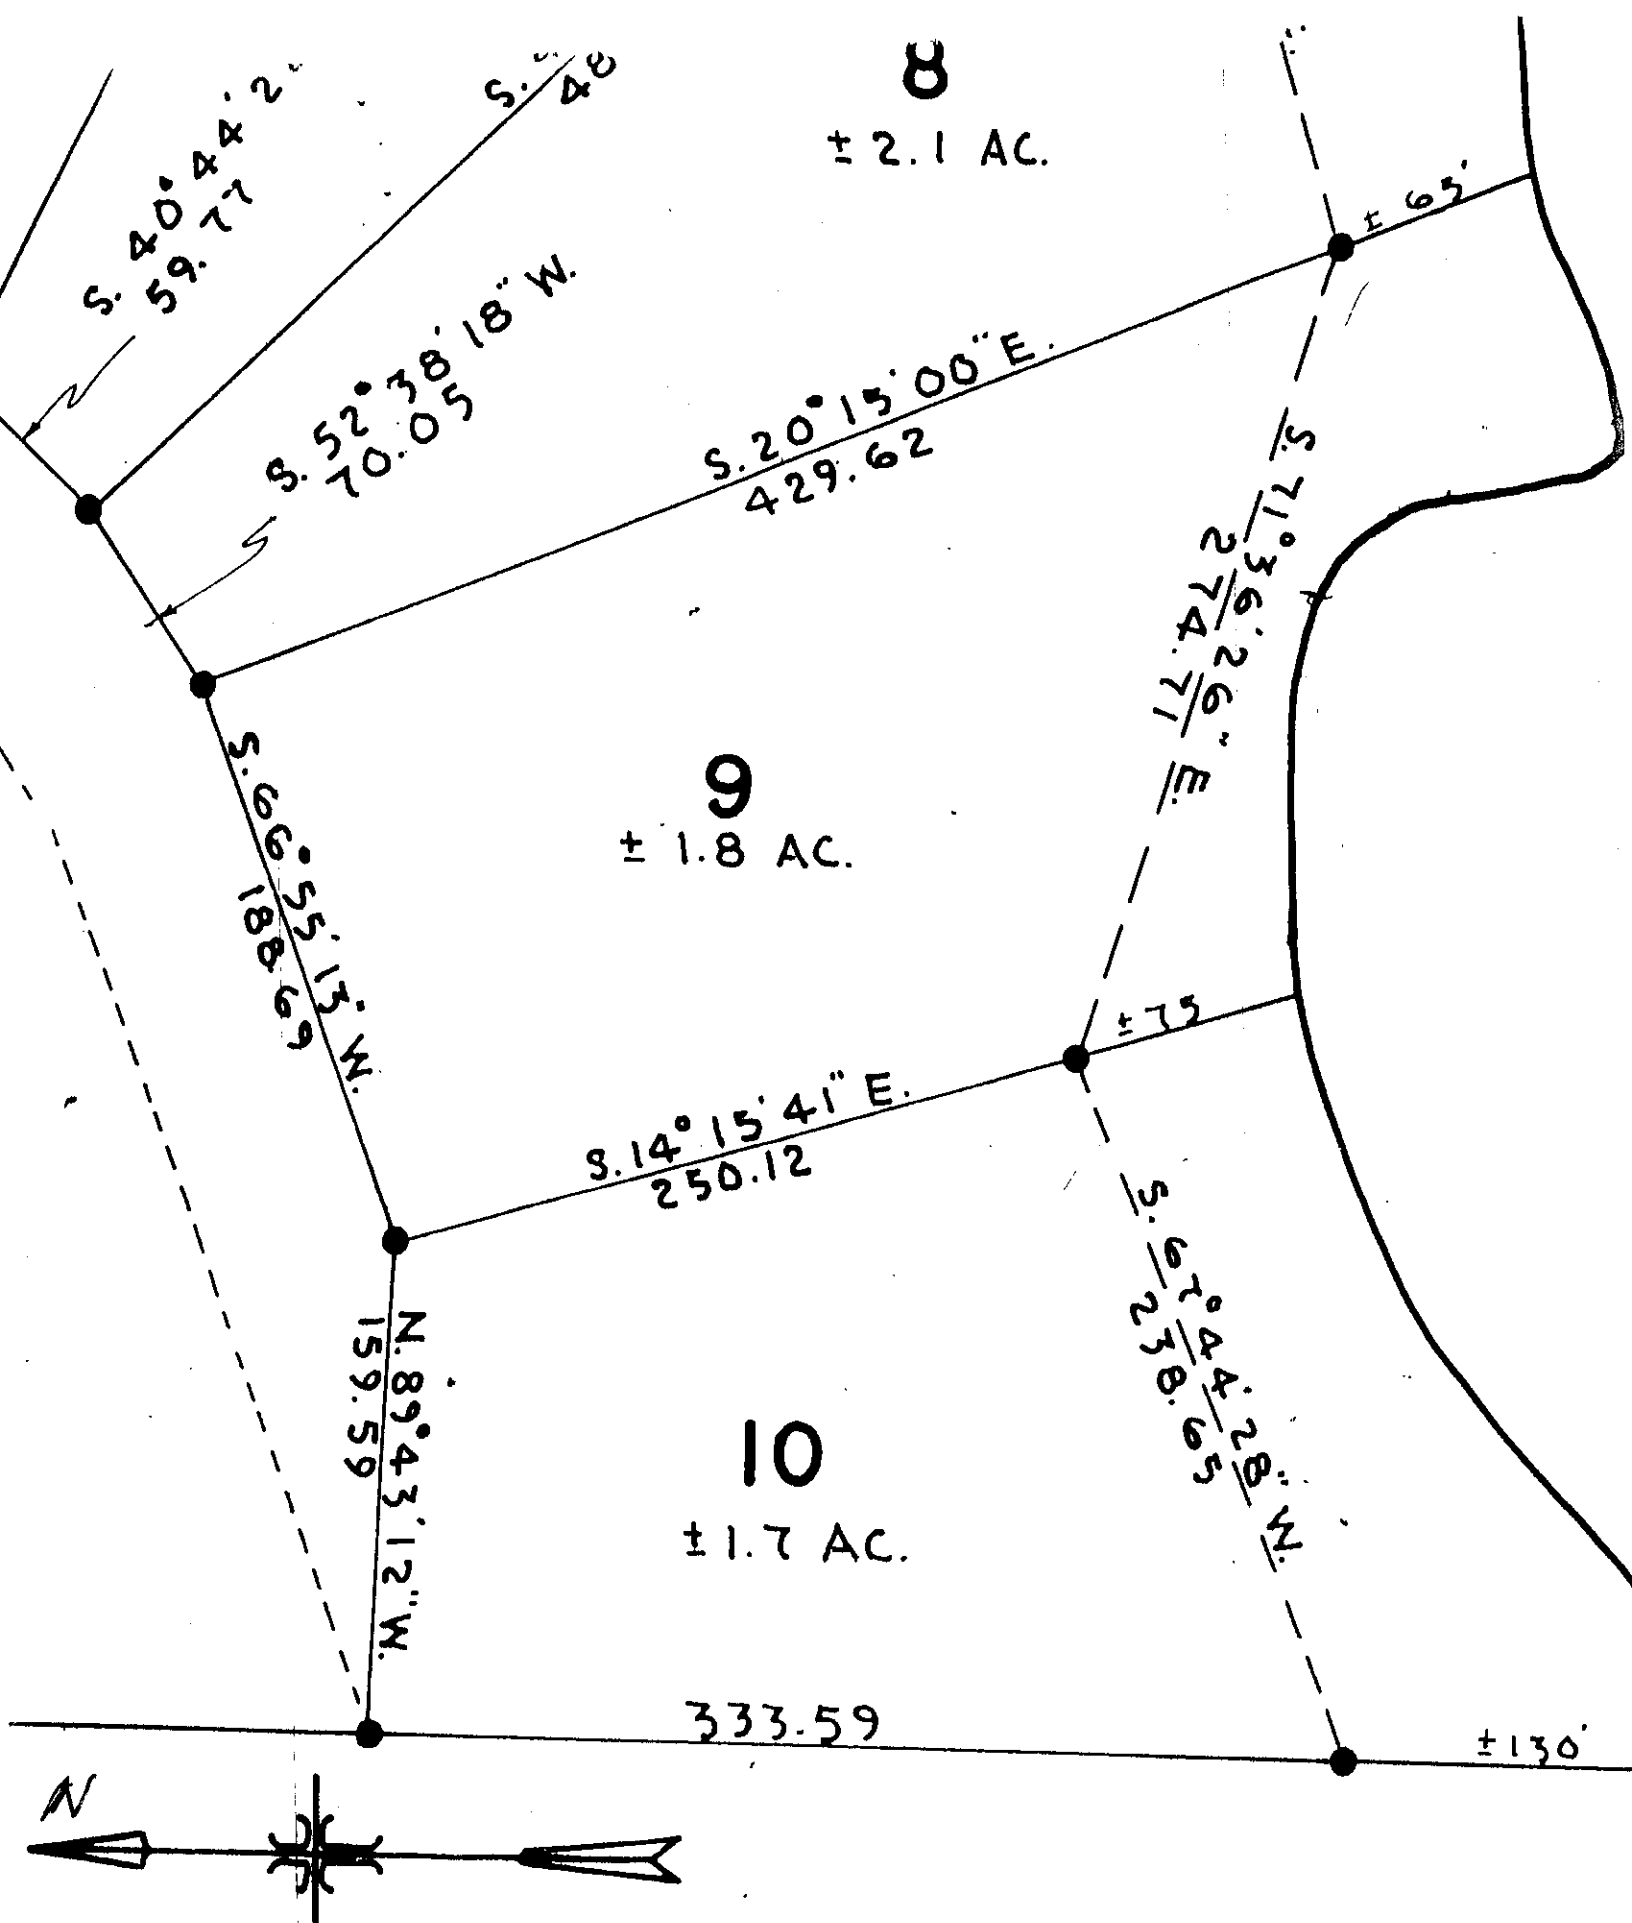 8
± 2.1 AC.
S. 40° 44' 2
59.77
S.
48
S. 52° 38' 18" W.
70.05
± 65'
S. 20° 15' 00" E.
429.62
S. 71° 36' 26" E.
274.71
S. 66° 55' 13" W.
188.69
9
± 1.8 AC.
± 75
S. 14° 15' 41" E.
250.12
S. 67° 44' 28" W.
238.65
N. 89° 43' 12" W.
159.59
10
± 1.7 AC.
333.59
± 130'
N